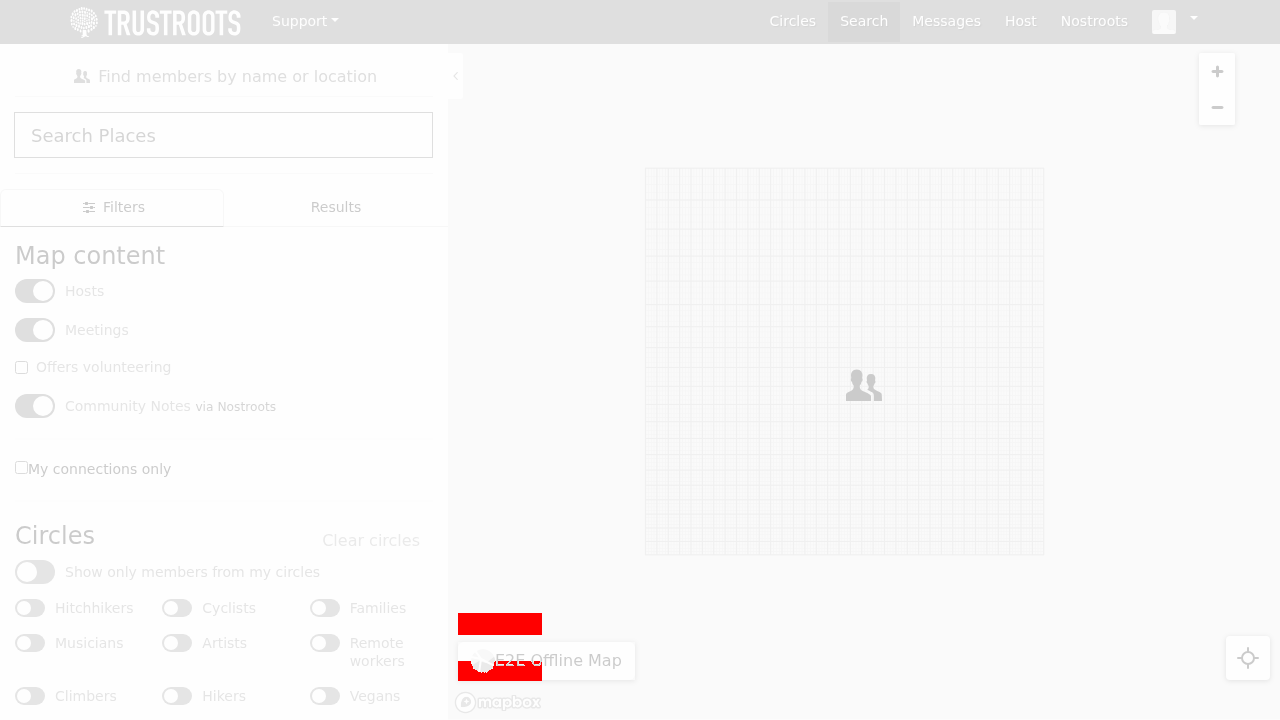 TRUSTROOTS
Support
Circles
Search
Messages
Host
Nostroots
Find members by name or location
Search Places
Filters
Results
Map content
Hosts
Meetings
Offers volunteering
Community Notes via Nostroots
My connections only
Circles
Clear circles
Show only members from my circles
Hitchhikers
Cyclists
Families
Musicians
Artists
Remote
workers
Climbers
Hikers
Vegans
E2E Offline Map
mapbox